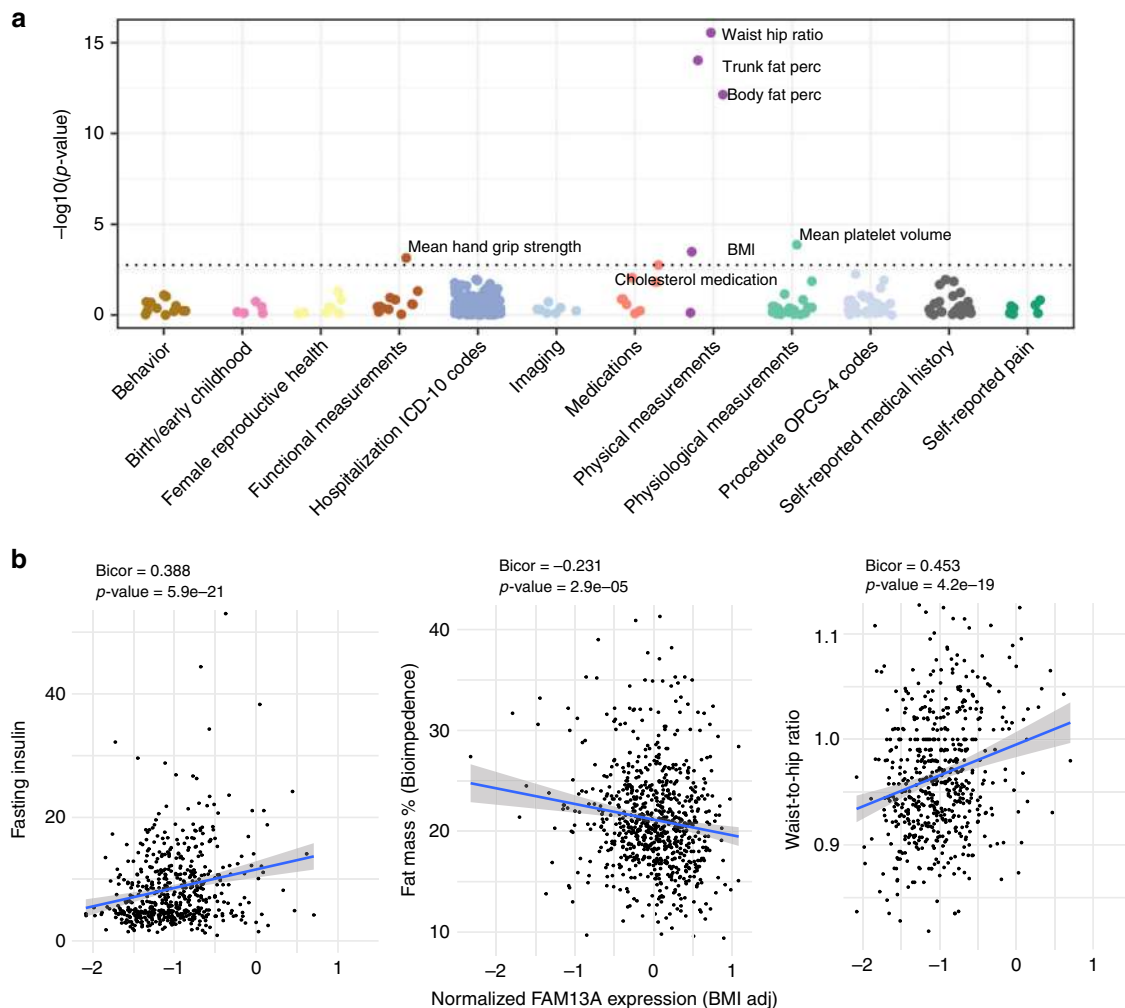 a
–log10(p-value)
15
10
5
0
Waist hip ratio
Trunk fat perc
Body fat perc
Mean hand grip strength
BMI
Mean platelet volume
Cholesterol medication
Behavior
Birth/early childhood
Female reproductive health
Functional measurements
Hospitalization ICD-10 codes
Imaging
Medications
Physical measurements
Physiological measurements
Procedure OPCS-4 codes
Self-reported medical history
Self-reported pain
b
Bicor = 0.388
p-value = 5.9e–21
Fasting insulin
40
20
0
–2 –1 0 1
Bicor = –0.231
p-value = 2.9e–05
Fat mass % (Bioimpedence)
40
30
20
10
–2 –1 0 1
Bicor = 0.453
p-value = 4.2e–19
Waist-to-hip ratio
1.1
1.0
0.9
–2 –1 0 1
Normalized FAM13A expression (BMI adj)